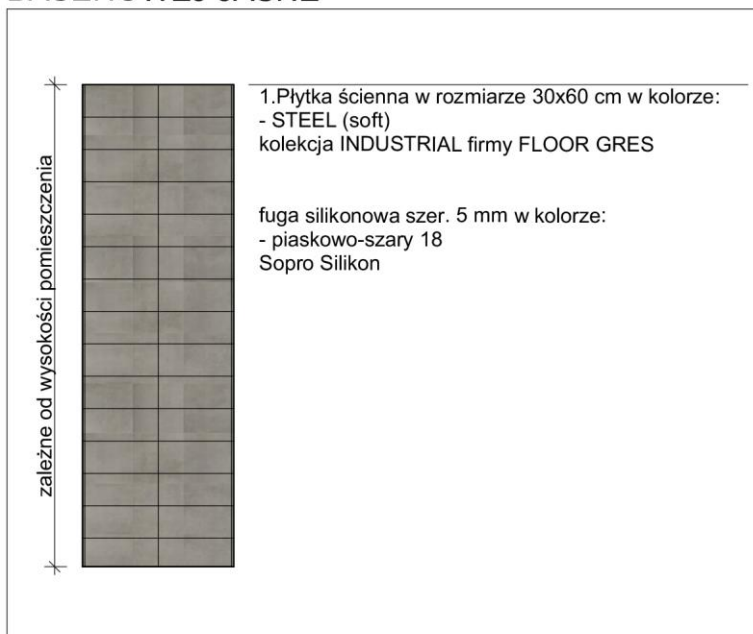 1.Płytka ścienna w rozmiarze 30x60 cm w kolorze:
- STEEL (soft)
kolekcja INDUSTRIAL firmy FLOOR GRES
fuga silikonowa szer. 5 mm w kolorze:
- piaskowo-szary 18
Sopro Silikon
zależne od wysokości pomieszczenia